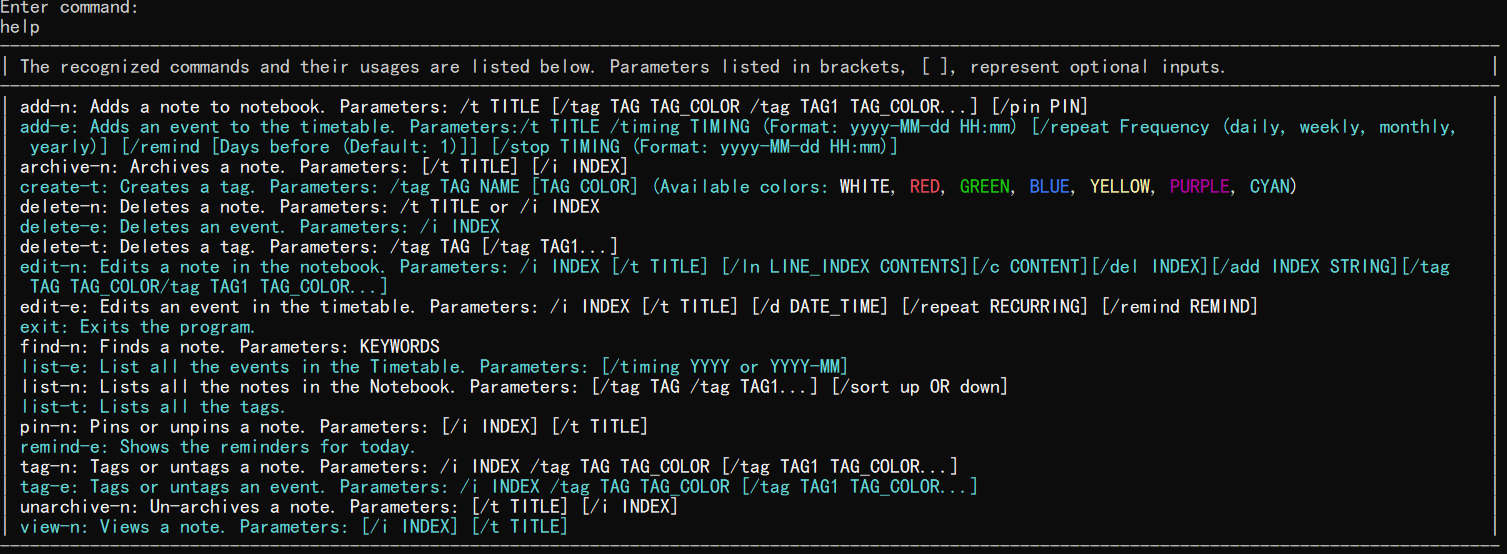 Enter command:
help
| The recognized commands and their usages are listed below. Parameters listed in brackets, [ ], represent optional inputs. |
| add-n: Adds a note to notebook. Parameters: /t TITLE [/tag TAG TAG_COLOR /tag TAG1 TAG_COLOR...] [/pin PIN] |
| add-e: Adds an event to the timetable. Parameters:/t TITLE /timing TIMING (Format: yyyy-MM-dd HH:mm) [/repeat Frequency (daily, weekly, monthly, |
| yearly)] [/remind [Days before (Default: 1)]] [/stop TIMING (Format: yyyy-MM-dd HH:mm)] |
| archive-n: Archives a note. Parameters: [/t TITLE] [/i INDEX] |
| create-t: Creates a tag. Parameters: /tag TAG NAME [TAG COLOR] (Available colors: WHITE, RED, GREEN, BLUE, YELLOW, PURPLE, CYAN) |
| delete-n: Deletes a note. Parameters: /t TITLE or /i INDEX |
| delete-e: Deletes an event. Parameters: /i INDEX |
| delete-t: Deletes a tag. Parameters: /tag TAG [/tag TAG1...] |
| edit-n: Edits a note in the notebook. Parameters: /i INDEX [/t TITLE] [/ln LINE_INDEX CONTENTS][/c CONTENT][/del INDEX][/add INDEX STRING][/tag |
| TAG TAG_COLOR/tag TAG1 TAG_COLOR...] |
| edit-e: Edits an event in the timetable. Parameters: /i INDEX [/t TITLE] [/d DATE_TIME] [/repeat RECURRING] [/remind REMIND] |
| exit: Exits the program. |
| find-n: Finds a note. Parameters: KEYWORDS |
| list-e: List all the events in the Timetable. Parameters: [/timing YYYY or YYYY-MM] |
| list-n: Lists all the notes in the Notebook. Parameters: [/tag TAG /tag TAG1...] [/sort up OR down] |
| list-t: Lists all the tags. |
| pin-n: Pins or unpins a note. Parameters: [/i INDEX] [/t TITLE] |
| remind-e: Shows the reminders for today. |
| tag-n: Tags or untags a note. Parameters: /i INDEX /tag TAG TAG_COLOR [/tag TAG1 TAG_COLOR...] |
| tag-e: Tags or untags an event. Parameters: /i INDEX /tag TAG TAG_COLOR [/tag TAG1 TAG_COLOR...] |
| unarchive-n: Un-archives a note. Parameters: [/t TITLE] [/i INDEX] |
| view-n: Views a note. Parameters: [/i INDEX] [/t TITLE] |